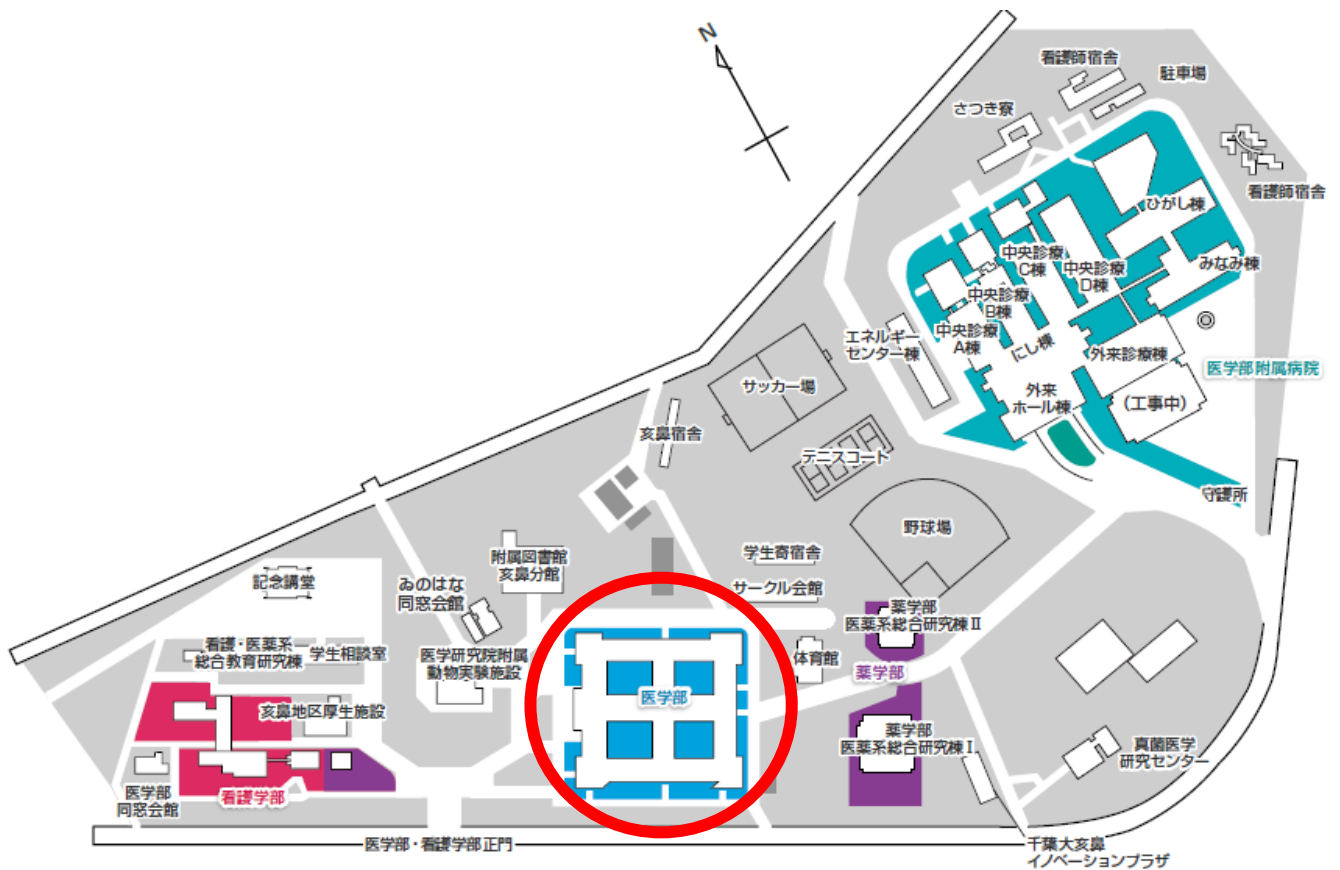 N
看護師宿舎
駐車場
さつき寮
看護師宿舎
ひがし棟
みなみ棟
中央診療
C棟
中央診療
D棟
中央診療
B棟
中央診療
A棟
にし棟
外来診療棟
エネルギー
センター棟
医学部附属病院
外来
ホール棟
(工事中)
サッカー場
亥鼻宿舎
テニスコート
守護所
野球場
附属図書館
亥鼻分館
学生寄宿舎
サークル会館
記念講堂
ゐのはな
同窓会館
薬学部
医薬系総合研究棟Ⅱ
看護・医薬系
総合教育研究棟
学生相談室
医学研究院附属
動物実験施設
体育館
薬学部
医学部
亥鼻地区厚生施設
薬学部
医薬系総合研究棟Ⅰ
真菌医学
研究センター
医学部
同窓会館
看護学部
医学部・看護学部正門
千葉大亥鼻
イノベーションプラザ